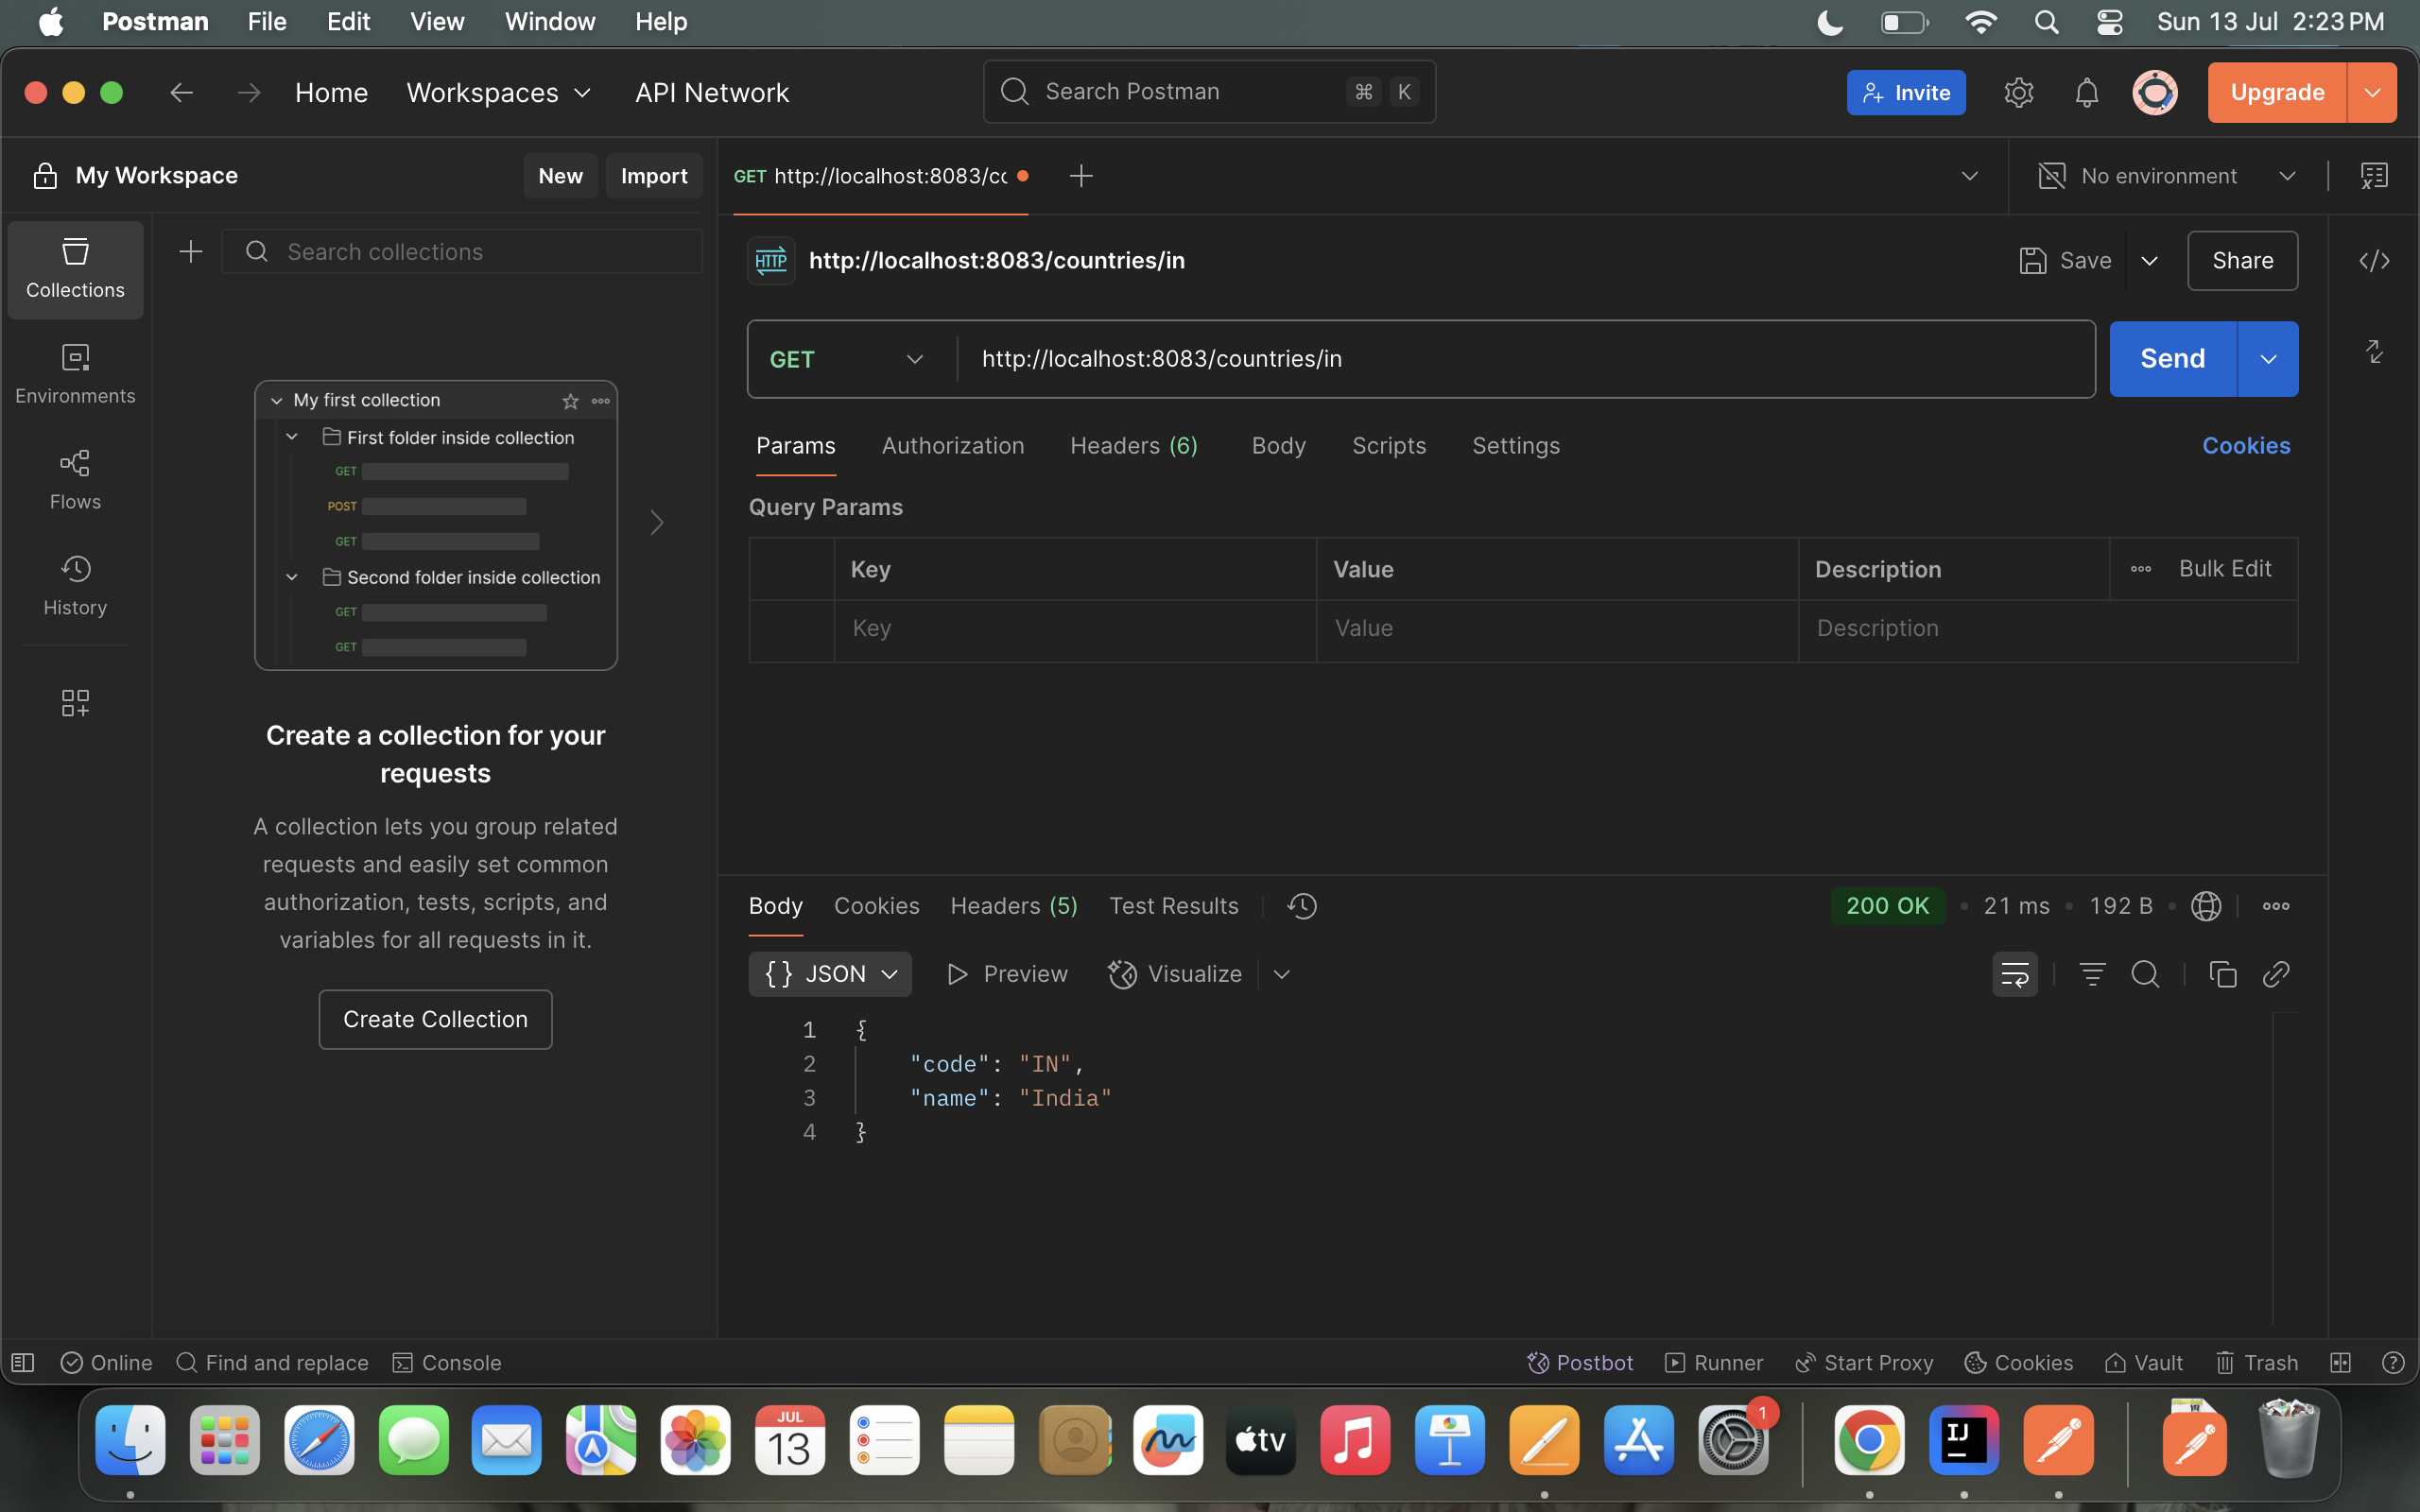 Postman File Edit View Window Help Sun 13 Jul 2:23 PM
Home Workspaces API Network Search Postman ⌘ K Invite Upgrade
My Workspace New Import GET http://localhost:8083/cc No environment
Search collections
HTTP http://localhost:8083/countries/in Save Share
Collections
Environments
Flows
History
My first collection
First folder inside collection
GET
POST
GET
Second folder inside collection
GET
GET
Create a collection for your
requests
A collection lets you group related
requests and easily set common
authorization, tests, scripts, and
variables for all requests in it.
Create Collection
GET http://localhost:8083/countries/in Send
Params Authorization Headers (6) Body Scripts Settings Cookies
Query Params
Key Value Description Bulk Edit
Key Value Description
Body Cookies Headers (5) Test Results 200 OK 21 ms 192 B
{} JSON Preview Visualize
1 {
2 "code": "IN",
3 "name": "India"
4 }
Online Find and replace Console Postbot Runner Start Proxy Cookies Vault Trash
JUL
13
tv
1
IJ